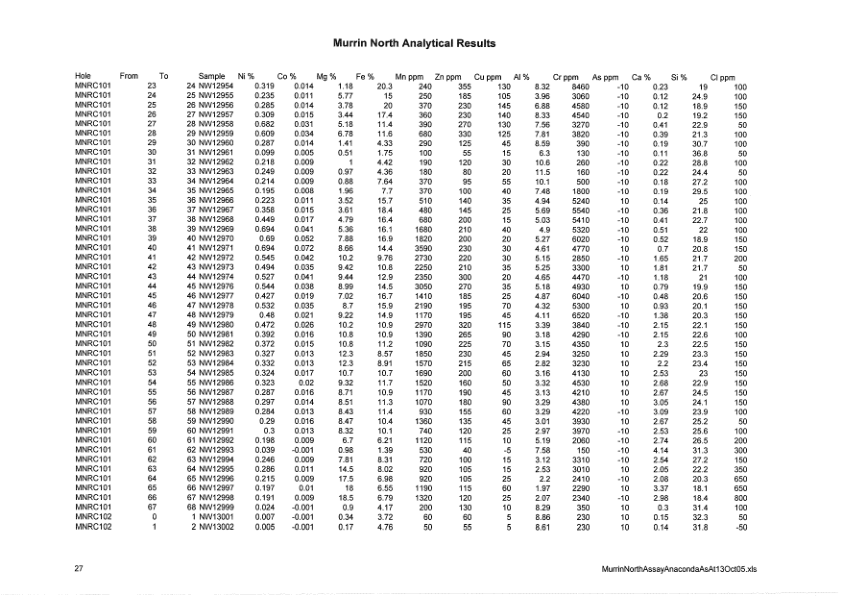 Murrin North Analytical Results
Hole From To Sample Ni % Co % Mg % Fe % Mn ppm Zn ppm Cu ppm Al % Cr ppm As ppm Ca % Si % Cl ppm
MNRC101 23 24 NW12954 0.319 0.014 1.18 20.3 240 355 130 8.32 8460 -10 0.23 19 100
MNRC101 24 25 NW12955 0.235 0.011 5.77 15 250 185 105 3.96 3060 -10 0.12 24.9 100
MNRC101 25 26 NW12956 0.285 0.014 3.78 20 370 230 145 6.88 4580 -10 0.12 18.9 150
MNRC101 26 27 NW12957 0.309 0.015 3.44 17.4 360 230 140 8.33 4540 -10 0.2 19.2 150
MNRC101 27 28 NW12958 0.682 0.031 5.18 11.4 390 270 130 7.56 3270 -10 0.41 22.9 50
MNRC101 28 29 NW12959 0.609 0.034 6.78 11.6 680 330 125 7.81 3820 -10 0.39 21.3 100
MNRC101 29 30 NW12960 0.287 0.014 1.41 4.33 290 125 45 8.59 390 -10 0.19 30.7 100
MNRC101 30 31 NW12961 0.099 0.005 0.51 1.75 100 55 15 6.3 130 -10 0.11 36.8 50
MNRC101 31 32 NW12962 0.218 0.009 1 4.42 190 120 30 10.6 260 -10 0.22 28.8 100
MNRC101 32 33 NW12963 0.249 0.009 0.97 4.36 180 80 20 11.5 160 -10 0.22 24.4 50
MNRC101 33 34 NW12964 0.214 0.009 0.88 7.64 370 95 55 10.1 500 -10 0.18 27.2 100
MNRC101 34 35 NW12965 0.195 0.008 1.96 7.7 370 100 40 7.48 1800 -10 0.19 29.5 100
MNRC101 35 36 NW12966 0.223 0.011 3.52 15.7 510 140 35 4.94 5240 10 0.14 25 100
MNRC101 36 37 NW12967 0.358 0.015 3.61 18.4 480 145 25 5.69 5540 -10 0.36 21.8 100
MNRC101 37 38 NW12968 0.449 0.017 4.79 16.4 680 200 15 5.03 5410 -10 0.41 22.7 100
MNRC101 38 39 NW12969 0.694 0.041 5.36 16.1 1680 210 40 4.9 5320 -10 0.51 22 100
MNRC101 39 40 NW12970 0.69 0.052 7.88 16.9 1820 200 20 5.27 6020 -10 0.52 18.9 150
MNRC101 40 41 NW12971 0.694 0.072 8.66 14.4 3590 230 30 4.61 4770 10 0.7 20.8 150
MNRC101 41 42 NW12972 0.545 0.042 10.2 9.76 2730 220 30 5.15 2850 -10 1.65 21.7 200
MNRC101 42 43 NW12973 0.494 0.035 9.42 10.8 2250 210 35 5.25 3300 10 1.81 21.7 50
MNRC101 43 44 NW12974 0.527 0.041 9.44 12.9 2350 300 20 4.65 4470 -10 1.18 21 100
MNRC101 44 45 NW12976 0.544 0.038 8.99 14.5 3050 270 35 5.18 4930 10 0.79 19.9 150
MNRC101 45 46 NW12977 0.427 0.019 7.02 16.7 1410 185 25 4.87 6040 -10 0.48 20.6 150
MNRC101 46 47 NW12978 0.532 0.035 8.7 15.9 2190 195 70 4.32 5300 10 0.93 20.1 150
MNRC101 47 48 NW12979 0.48 0.021 9.22 14.9 1170 195 45 4.11 6520 -10 1.38 20.3 150
MNRC101 48 49 NW12980 0.472 0.026 10.2 10.9 2970 320 115 3.39 3840 -10 2.15 22.1 150
MNRC101 49 50 NW12981 0.392 0.016 10.8 10.9 1390 265 90 3.18 4290 -10 2.15 22.6 100
MNRC101 50 51 NW12982 0.372 0.015 10.8 11.2 1090 225 70 3.15 4350 10 2.3 22.5 150
MNRC101 51 52 NW12983 0.327 0.013 12.3 8.57 1850 230 45 2.94 3250 10 2.29 23.3 150
MNRC101 52 53 NW12984 0.332 0.013 12.3 8.91 1570 215 65 2.82 3230 10 2.2 23.4 150
MNRC101 53 54 NW12985 0.324 0.017 10.7 10.7 1690 200 60 3.16 4130 10 2.53 23 150
MNRC101 54 55 NW12986 0.323 0.02 9.32 11.7 1520 160 50 3.32 4530 10 2.68 22.9 150
MNRC101 55 56 NW12987 0.287 0.016 8.71 10.9 1170 190 45 3.13 4210 10 2.67 24.5 150
MNRC101 56 57 NW12988 0.297 0.014 8.51 11.3 1070 180 90 3.29 4380 10 3.05 24.1 150
MNRC101 57 58 NW12989 0.284 0.013 8.43 11.4 930 155 60 3.29 4220 -10 3.09 23.9 100
MNRC101 58 59 NW12990 0.29 0.016 8.47 10.4 1360 135 45 3.01 3930 10 2.67 25.2 50
MNRC101 59 60 NW12991 0.3 0.013 8.32 10.1 740 120 25 2.97 3970 -10 2.53 25.6 100
MNRC101 60 61 NW12992 0.198 0.009 6.7 6.21 1120 115 10 5.19 2060 -10 2.74 26.5 200
MNRC101 61 62 NW12993 0.039 -0.001 0.98 1.39 530 40 -5 7.58 150 -10 4.14 31.3 300
MNRC101 62 63 NW12994 0.246 0.009 7.81 8.31 720 100 15 3.12 3310 -10 2.54 27.2 150
MNRC101 63 64 NW12995 0.286 0.011 14.5 8.02 920 105 15 2.53 3010 10 2.05 22.2 350
MNRC101 64 65 NW12996 0.215 0.009 17.5 6.98 920 105 25 2.2 2410 -10 2.08 20.3 650
MNRC101 65 66 NW12997 0.197 0.01 18 6.55 1190 115 60 1.97 2290 10 3.37 18.1 650
MNRC101 66 67 NW12998 0.191 0.009 18.5 6.79 1320 120 25 2.07 2340 -10 2.98 18.4 800
MNRC101 67 68 NW12999 0.024 -0.001 0.9 4.17 200 130 10 8.29 350 10 0.3 31.4 100
MNRC102 0 1 NW13001 0.007 -0.001 0.34 3.72 60 60 5 8.86 230 10 0.15 32.3 50
MNRC102 1 2 NW13002 0.005 -0.001 0.17 4.76 50 55 5 8.61 230 10 0.14 31.8 -50
27 MurrinNorthAssayAnacondaAsAt13Oct05.xls